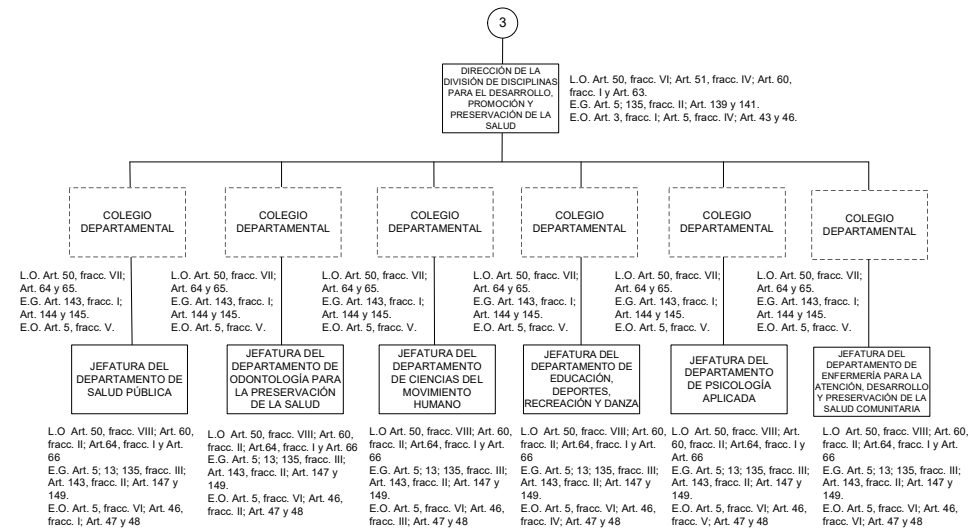 3
DIRECCIÓN DE LA
DIVISIÓN DE DISCIPLINAS
PARA EL DESARROLLO,
PROMOCIÓN Y
PRESERVACIÓN DE LA
SALUD
L.O. Art. 50, fracc. VI; Art. 51, fracc. IV; Art. 60,
fracc. I y Art. 63.
E.G. Art. 5; 135, fracc. II; Art. 139 y 141.
E.O. Art. 3, fracc. I; Art. 5, fracc. IV; Art. 43 y 46.
COLEGIO
DEPARTAMENTAL
COLEGIO
DEPARTAMENTAL
COLEGIO
DEPARTAMENTAL
COLEGIO
DEPARTAMENTAL
COLEGIO
DEPARTAMENTAL
COLEGIO
DEPARTAMENTAL
L.O. Art. 50, fracc. VII;
Art. 64 y 65.
E.G. Art. 143, fracc. I;
Art. 144 y 145.
E.O. Art. 5, fracc. V.
L.O. Art. 50, fracc. VII;
Art. 64 y 65.
E.G. Art. 143, fracc. I;
Art. 144 y 145.
E.O. Art. 5, fracc. V.
L.O. Art. 50, fracc. VII;
Art. 64 y 65.
E.G. Art. 143, fracc. I;
Art. 144 y 145.
E.O. Art. 5, fracc. V.
L.O. Art. 50, fracc. VII;
Art. 64 y 65.
E.G. Art. 143, fracc. I;
Art. 144 y 145.
E.O. Art. 5, fracc. V.
L.O. Art. 50, fracc. VII;
Art. 64 y 65.
E.G. Art. 143, fracc. I;
Art. 144 y 145.
E.O. Art. 5, fracc. V.
L.O. Art. 50, fracc. VII;
Art. 64 y 65.
E.G. Art. 143, fracc. I;
Art. 144 y 145.
E.O. Art. 5, fracc. V.
JEFATURA DEL
DEPARTAMENTO DE
SALUD PÚBLICA
JEFATURA DEL
DEPARTAMENTO DE
ODONTOLOGÍA PARA
LA PRESERVACIÓN
DE LA SALUD
JEFATURA DEL
DEPARTAMENTO
DE CIENCIAS DEL
MOVIMIENTO
HUMANO
JEFATURA DEL
DEPARTAMENTO DE
EDUCACIÓN,
DEPORTES,
RECREACIÓN Y DANZA
JEFATURA DEL
DEPARTAMENTO
DE PSICOLOGÍA
APLICADA
JEFATURA DEL
DEPARTAMENTO DE
ENFERMERÍA PARA LA
ATENCIÓN, DESARROLLO
Y PRESERVACIÓN DE LA
SALUD COMUNITARIA
L.O Art. 50, fracc. VIII; Art. 60,
fracc. II; Art.64, fracc. I y Art.
66
E.G. Art. 5; 13; 135, fracc. III;
Art. 143, fracc. II; Art. 147 y
149.
E.O. Art. 5, fracc. VI; Art. 46,
fracc. I; Art. 47 y 48
L.O Art. 50, fracc. VIII; Art. 60,
fracc. II; Art.64, fracc. I y Art. 66
E.G. Art. 5; 13; 135, fracc. III;
Art. 143, fracc. II; Art. 147 y
149.
E.O. Art. 5, fracc. VI; Art. 46,
fracc. II; Art. 47 y 48
L.O Art. 50, fracc. VIII; Art. 60,
fracc. II; Art.64, fracc. I y Art.
66
E.G. Art. 5; 13; 135, fracc. III;
Art. 143, fracc. II; Art. 147 y
149.
E.O. Art. 5, fracc. VI; Art. 46,
fracc. III; Art. 47 y 48
L.O Art. 50, fracc. VIII; Art. 60,
fracc. II; Art.64, fracc. I y Art.
66
E.G. Art. 5; 13; 135, fracc. III;
Art. 143, fracc. II; Art. 147 y
149.
E.O. Art. 5, fracc. VI; Art. 46,
fracc. IV; Art. 47 y 48
L.O Art. 50, fracc. VIII; Art.
60, fracc. II; Art.64, fracc. I y
Art. 66
E.G. Art. 5; 13; 135, fracc. III;
Art. 143, fracc. II; Art. 147 y
149.
E.O. Art. 5, fracc. VI; Art. 46,
fracc. V; Art. 47 y 48
L.O Art. 50, fracc. VIII; Art. 60,
fracc. II; Art.64, fracc. I y Art.
66
E.G. Art. 5; 13; 135, fracc. III;
Art. 143, fracc. II; Art. 147 y
149.
E.O. Art. 5, fracc. VI; Art. 46,
fracc. VI; Art. 47 y 48